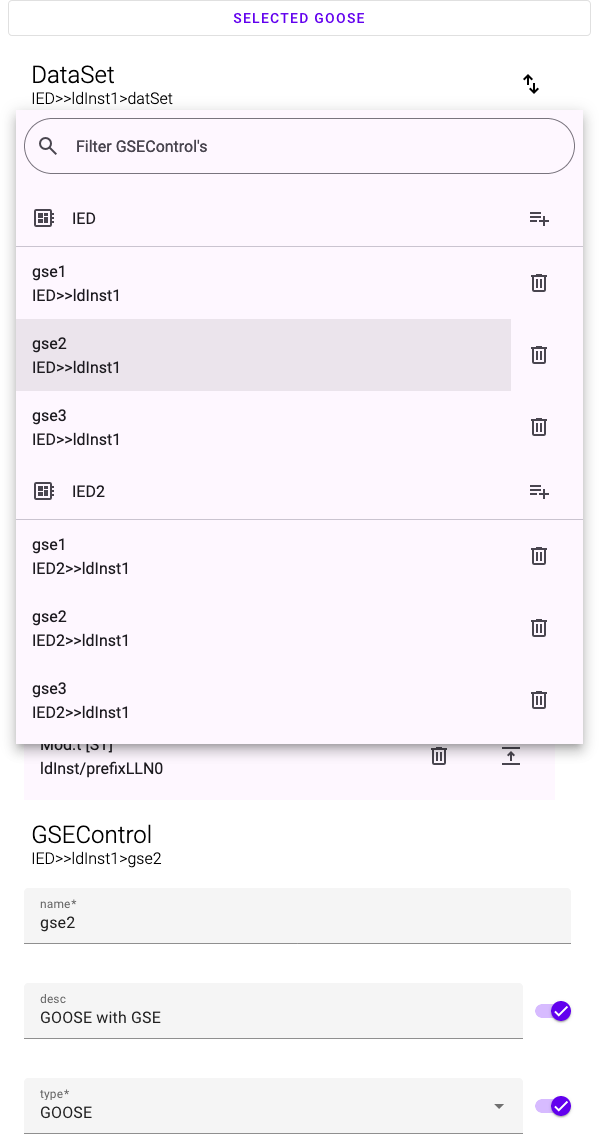 SELECTED GOOSE
DataSet
IED>>ldInst1>datSet
Filter GSEControl's
IED
gse1
IED>>ldInst1
gse2
IED>>ldInst1
gse3
IED>>ldInst1
IED2
gse1
IED2>>ldInst1
gse2
IED2>>ldInst1
gse3
IED2>>ldInst1
Mod.t [ST]
ldInst/prefixLLN0
GSEControl
IED>>ldInst1>gse2
name*
gse2
desc
GOOSE with GSE
type*
GOOSE